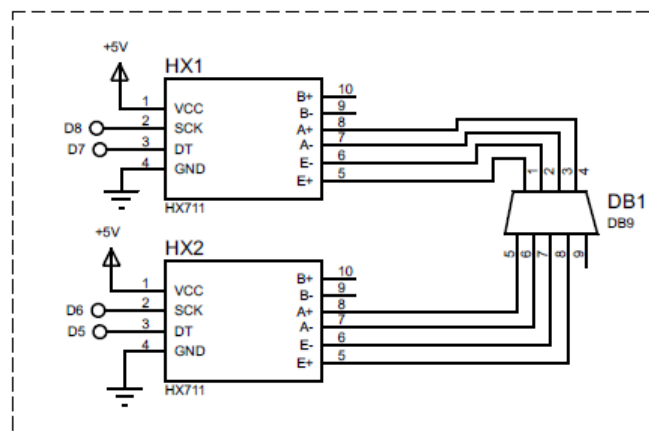 +5V
HX1
1 VCC B+ 10
B- 9
D8 2 SCK A+ 8
D7 3 DT A- 7
4 GND E- 6
E+ 5
HX711
1 2 3 4
DB1
DB9
5 6 7 8 9
+5V
HX2
1 VCC B+ 10
B- 9
D6 2 SCK A+ 8
D5 3 DT A- 7
4 GND E- 6
E+ 5
HX711